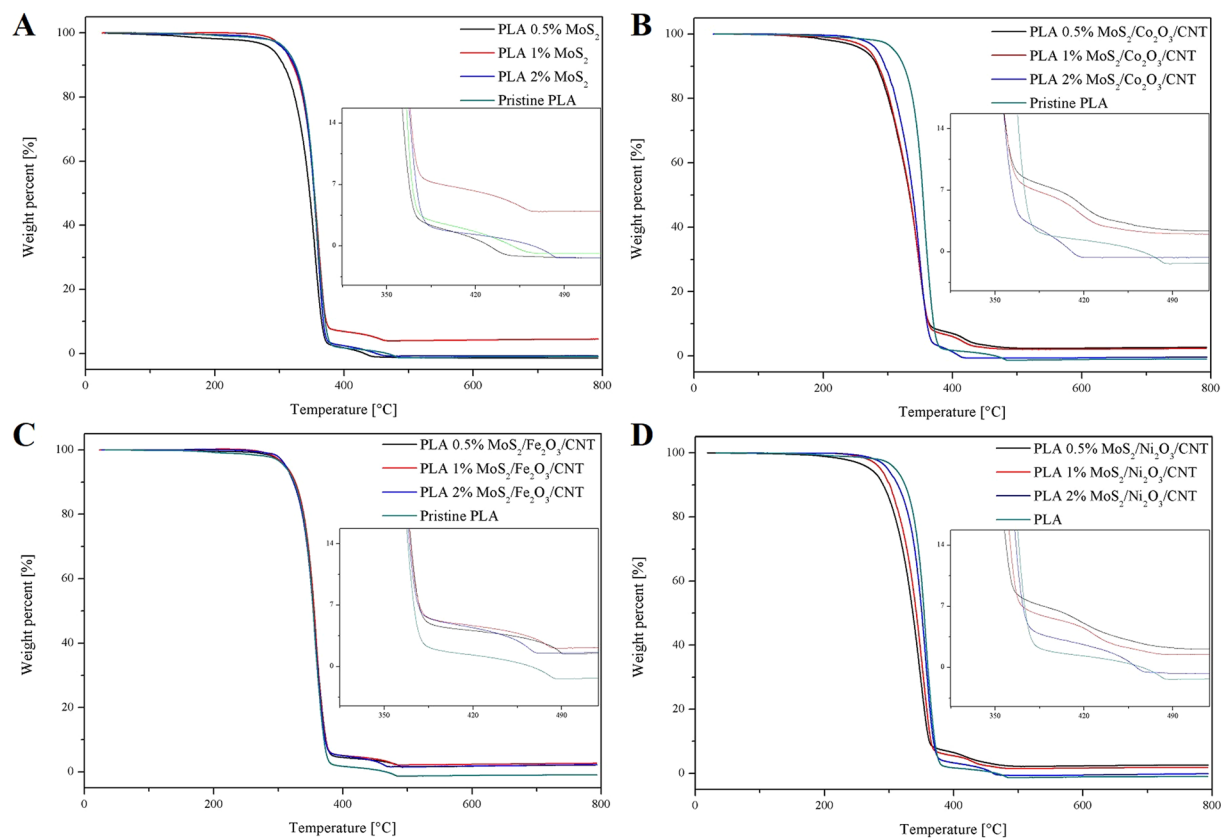 A
PLA 0.5% MoS₂
PLA 1% MoS₂
PLA 2% MoS₂
Pristine PLA
Weight percent [%]
100
80
60
40
20
0
14
7
0
350
420
490
0
200
400
600
800
Temperature [°C]
B
PLA 0.5% MoS₂/Co₂O₃/CNT
PLA 1% MoS₂/Co₂O₃/CNT
PLA 2% MoS₂/Co₂O₃/CNT
Pristine PLA
Weight percent [%]
100
80
60
40
20
0
14
7
0
350
420
490
0
200
400
600
800
Temperature [°C]
C
PLA 0.5% MoS₂/Fe₂O₃/CNT
PLA 1% MoS₂/Fe₂O₃/CNT
PLA 2% MoS₂/Fe₂O₃/CNT
Pristine PLA
Weight percent [%]
100
80
60
40
20
0
14
7
0
350
420
490
0
200
400
600
800
Temperature [°C]
D
PLA 0.5% MoS₂/Ni₂O₃/CNT
PLA 1% MoS₂/Ni₂O₃/CNT
PLA 2% MoS₂/Ni₂O₃/CNT
PLA
Weight percent [%]
100
80
60
40
20
0
14
7
0
350
420
490
0
200
400
600
800
Temperature [°C]